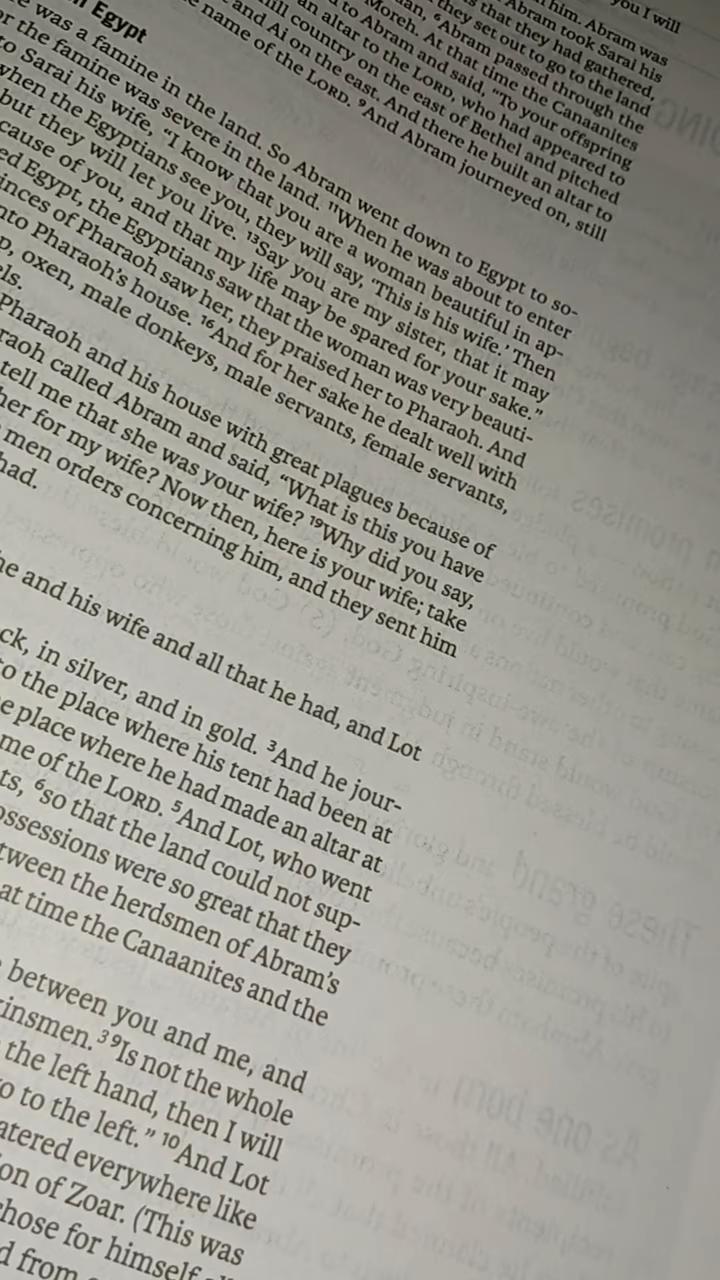 you I will
him. Abram was
Abram took Sarai his
s that they had gathered,
they set out to go to the land
⁶Abram passed through the
Moreh. At that time the Canaanites
to Abram and said, “To your offspring
an altar to the LORD, who had appeared to
hill country on the east of Bethel and pitched
and Ai on the east. And there he built an altar to
name of the LORD. ⁹And Abram journeyed on, still
Egypt
was a famine in the land. So Abram went down to Egypt to so-
the famine was severe in the land. ¹¹When he was about to enter
to Sarai his wife, “I know that you are a woman beautiful in ap-
when the Egyptians see you, they will say, ‘This is his wife.’ Then
but they will let you live. ¹³Say you are my sister, that it may
cause of you, and that my life may be spared for your sake.”
ed Egypt, the Egyptians saw that the woman was very beauti-
inces of Pharaoh saw her, they praised her to Pharaoh. And
nto Pharaoh’s house. ¹⁶And for her sake he dealt well with
p, oxen, male donkeys, male servants, female servants,
ls.
Pharaoh and his house with great plagues because of
raoh called Abram and said, “What is this you have
tell me that she was your wife? ¹⁹Why did you say,
her for my wife? Now then, here is your wife; take
men orders concerning him, and they sent him
had.
he and his wife and all that he had, and Lot
ck, in silver, and in gold. ³And he jour-
to the place where his tent had been at
e place where he had made an altar at
me of the LORD. ⁵And Lot, who went
ts, ⁶so that the land could not sup-
ossessions were so great that they
tween the herdsmen of Abram’s
at time the Canaanites and the
between you and me, and
kinsmen.³ ⁹Is not the whole
the left hand, then I will
o to the left.” ¹⁰And Lot
atered everywhere like
on of Zoar. (This was
hose for himself
d from